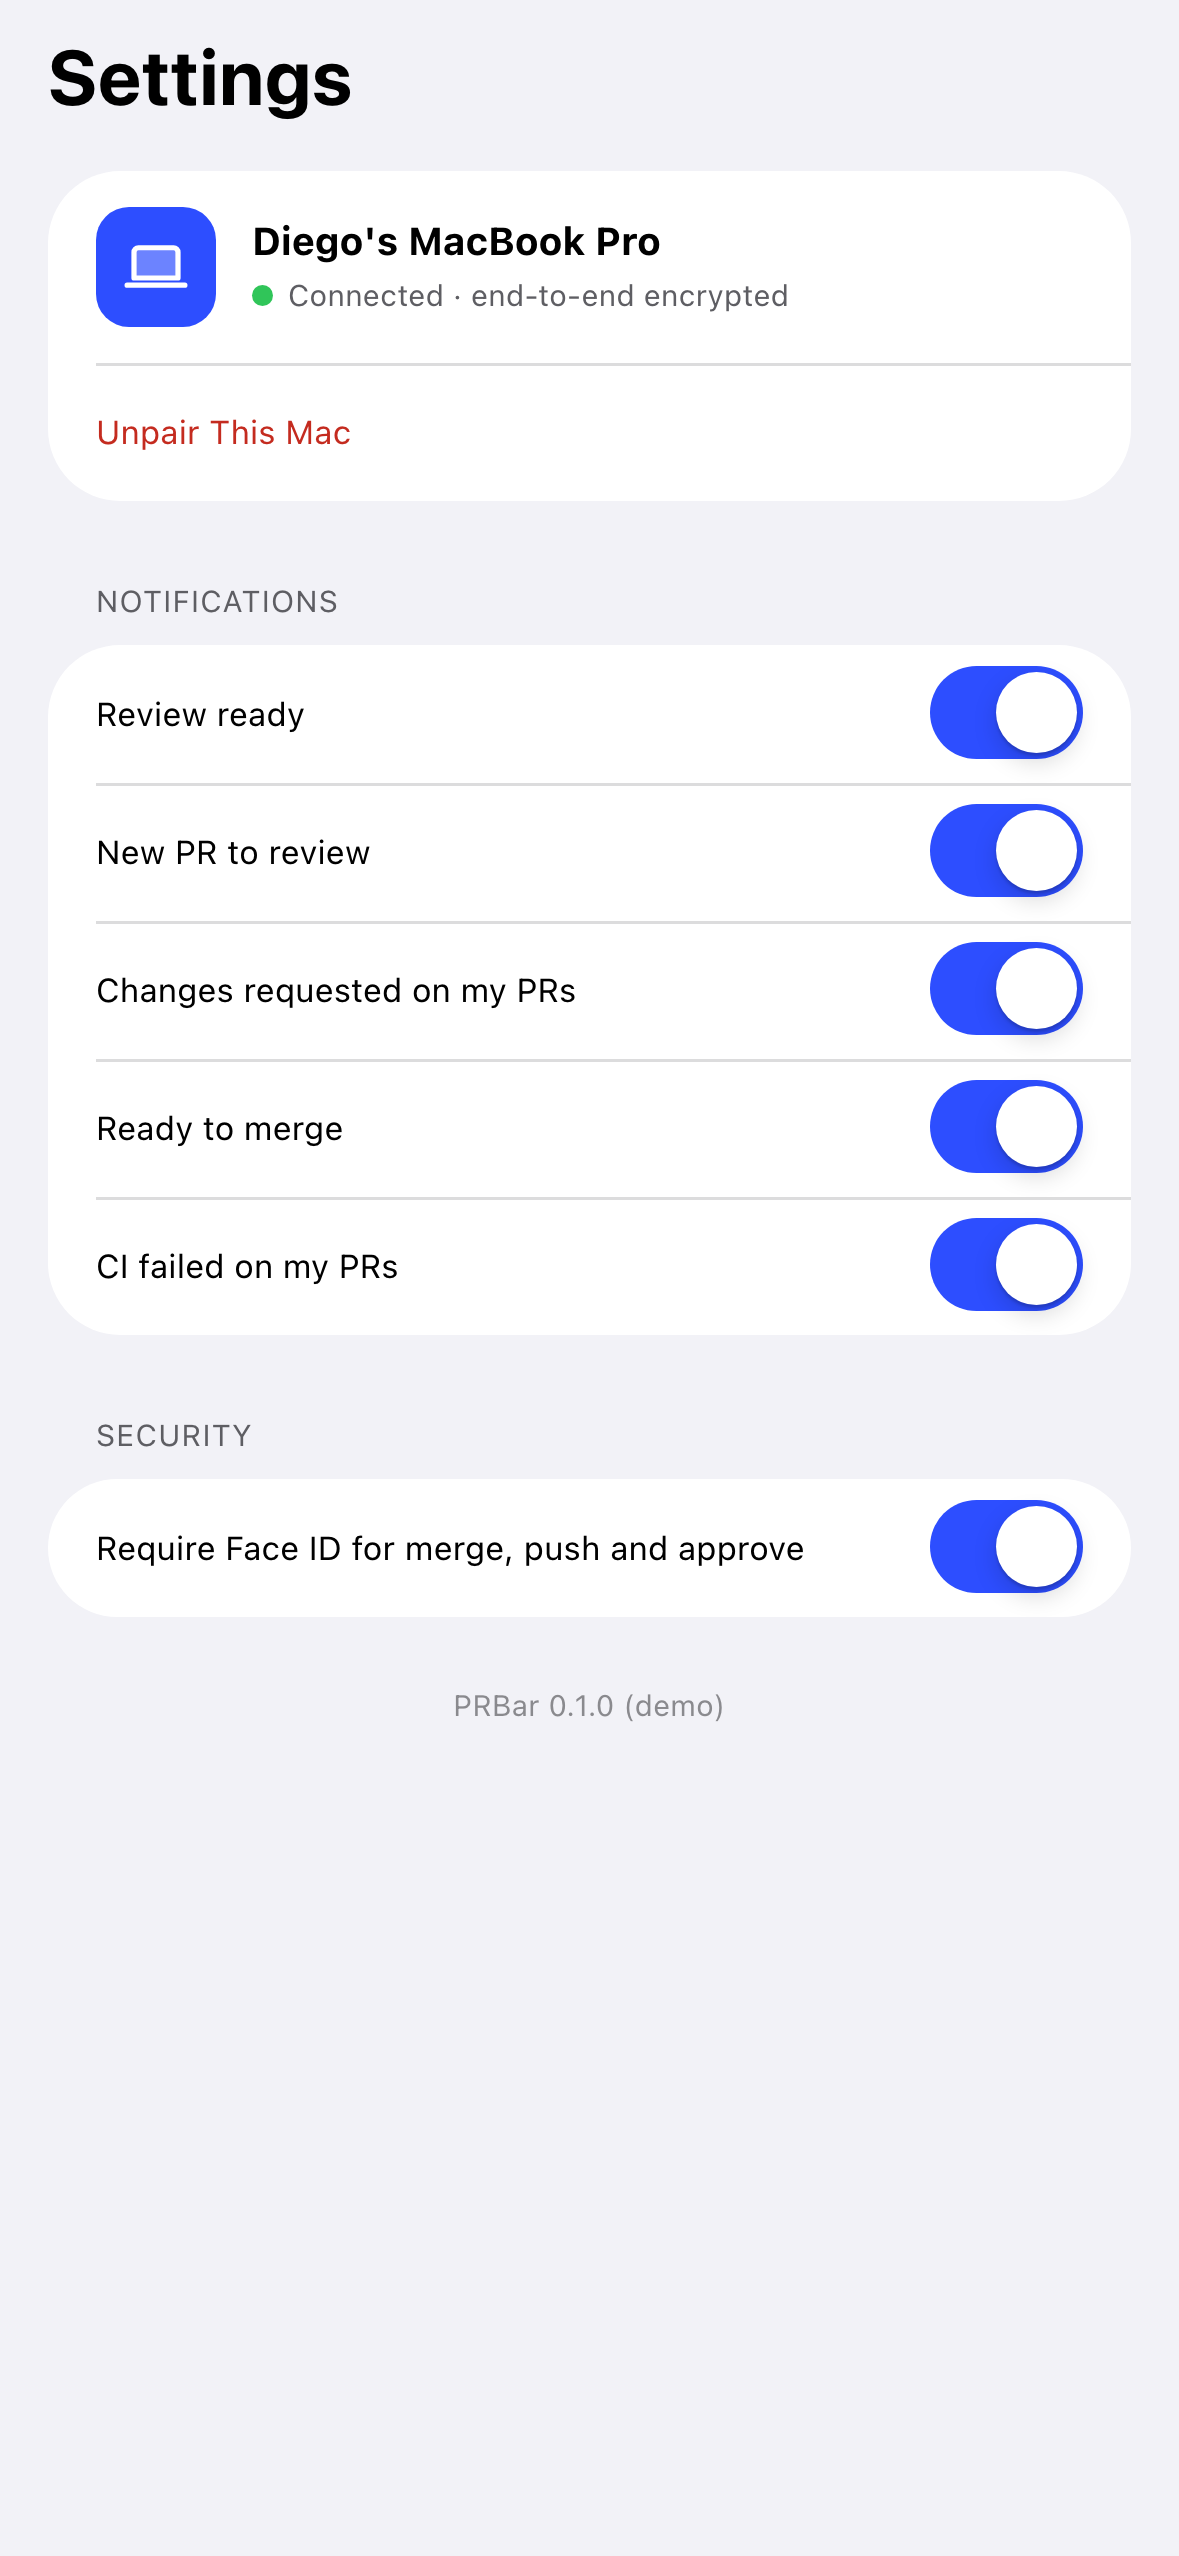 Settings
Diego's MacBook Pro
Connected · end-to-end encrypted
Unpair This Mac
NOTIFICATIONS
Review ready
New PR to review
Changes requested on my PRs
Ready to merge
CI failed on my PRs
SECURITY
Require Face ID for merge, push and approve
PRBar 0.1.0 (demo)